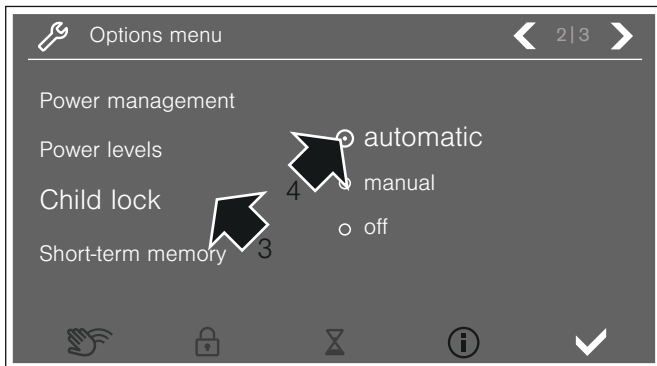 Options menu
2|3
Power management
Power levels
Child lock
Short-term memory
automatic
manual
off
4
3